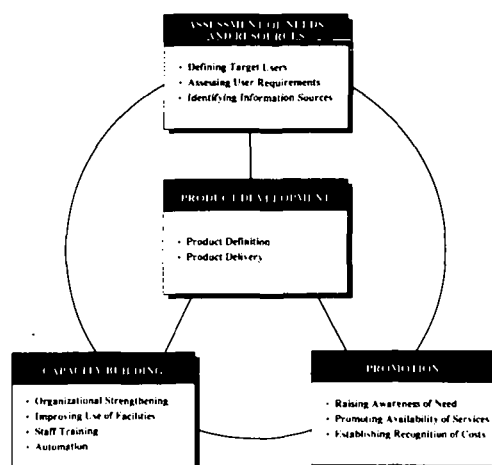 ASSESSMENT OF NEEDS
AND RESOURCES
• Defining Target Users
• Assessing User Requirements
• Identifying Information Sources
PRODUCT DEVELOPMENT
• Product Definition
• Product Delivery
CAPACITY BUILDING
• Organizational Strengthening
• Improving Use of Facilities
• Staff Training
• Automation
PROMOTION
• Raising Awareness of Need
• Promoting Availability of Services
• Establishing Recognition of Costs